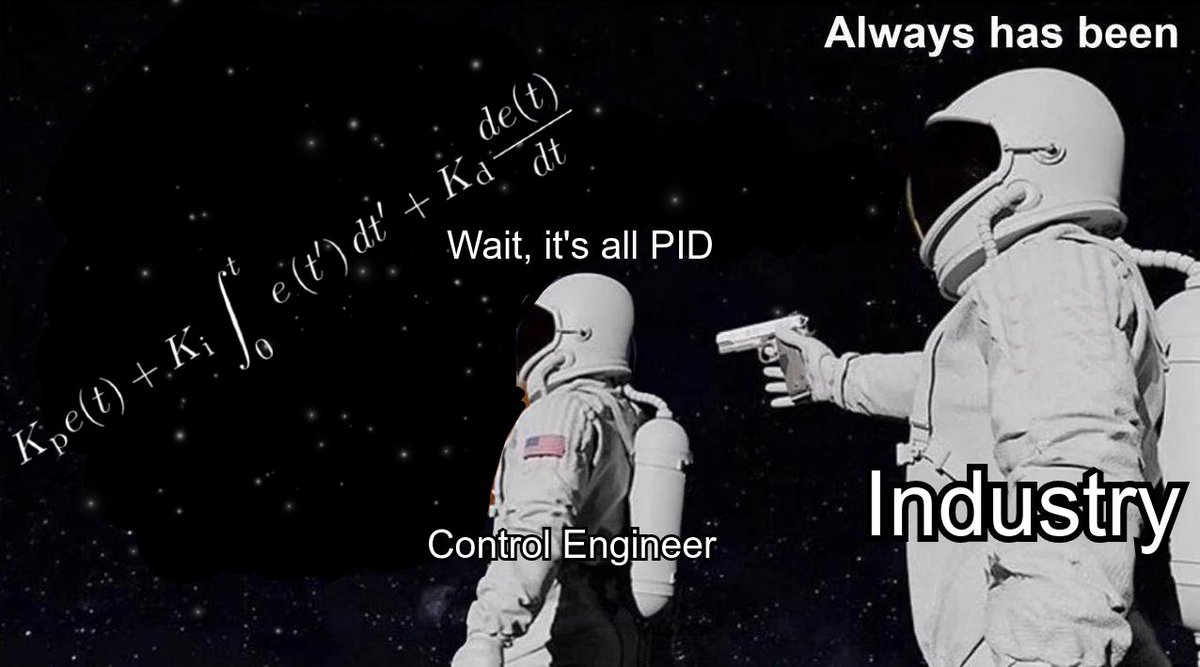 Always has been
K_p e(t) + K_i ∫_0^t e(t′) dt′ + K_d de(t)/dt
Wait, it's all PID
Control Engineer
Industry